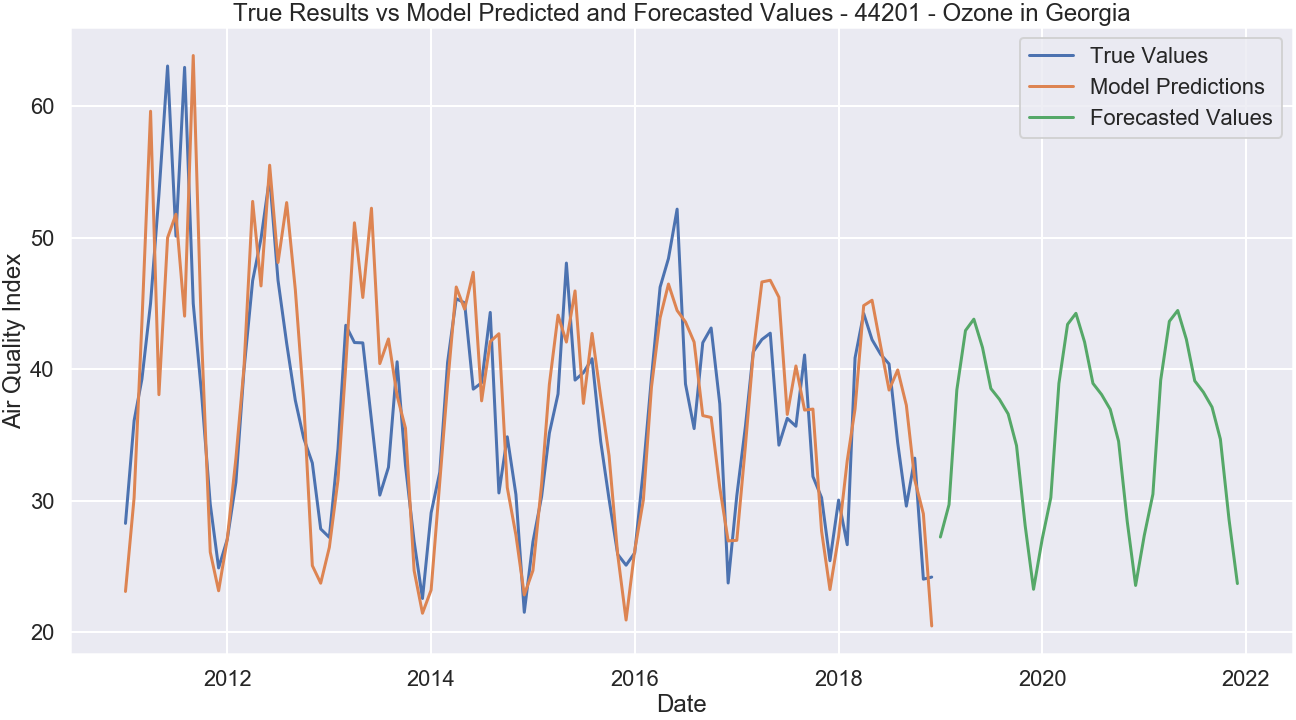 True Results vs Model Predicted and Forecasted Values - 44201 - Ozone in Georgia
True Values
Model Predictions
Forecasted Values
Air Quality Index
60
50
40
30
20
2012
2014
2016
2018
2020
2022
Date